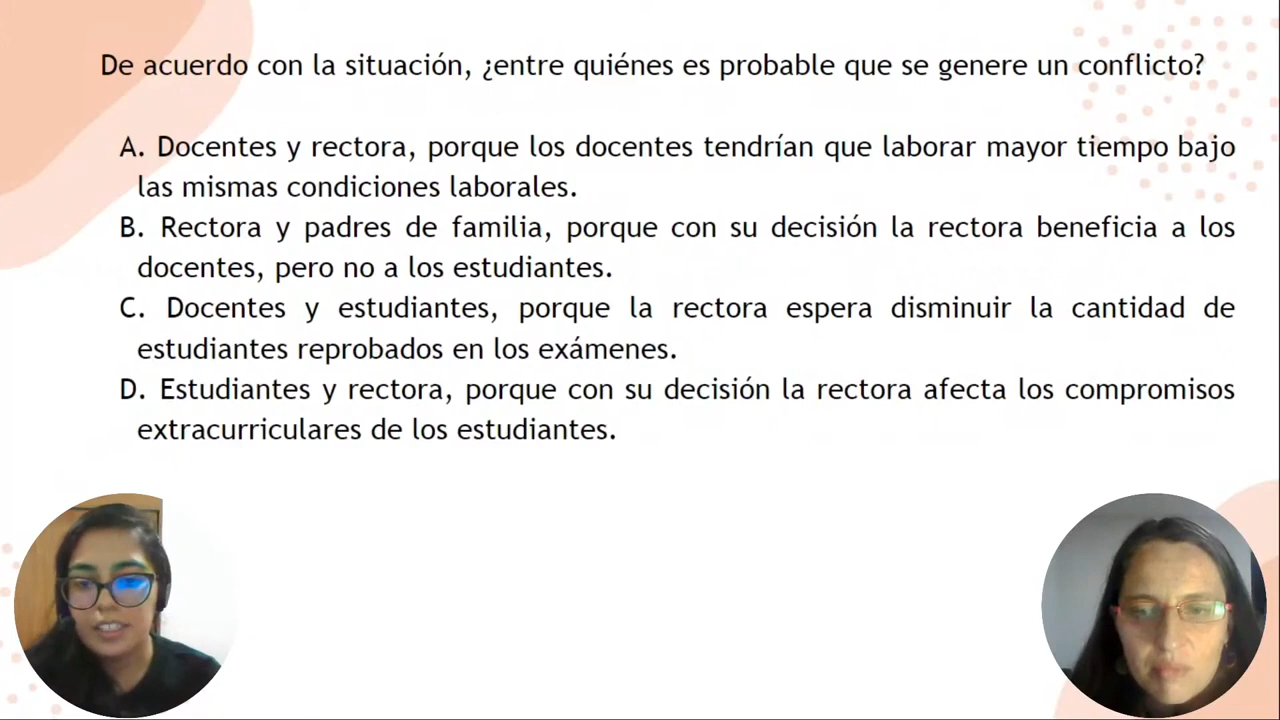 De acuerdo con la situación, ¿entre quiénes es probable que se genere un conflicto?
A. Docentes y rectora, porque los docentes tendrían que laborar mayor tiempo bajo
las mismas condiciones laborales.
B. Rectora y padres de familia, porque con su decisión la rectora beneficia a los
docentes, pero no a los estudiantes.
C. Docentes y estudiantes, porque la rectora espera disminuir la cantidad de
estudiantes reprobados en los exámenes.
D. Estudiantes y rectora, porque con su decisión la rectora afecta los compromisos
extracurriculares de los estudiantes.